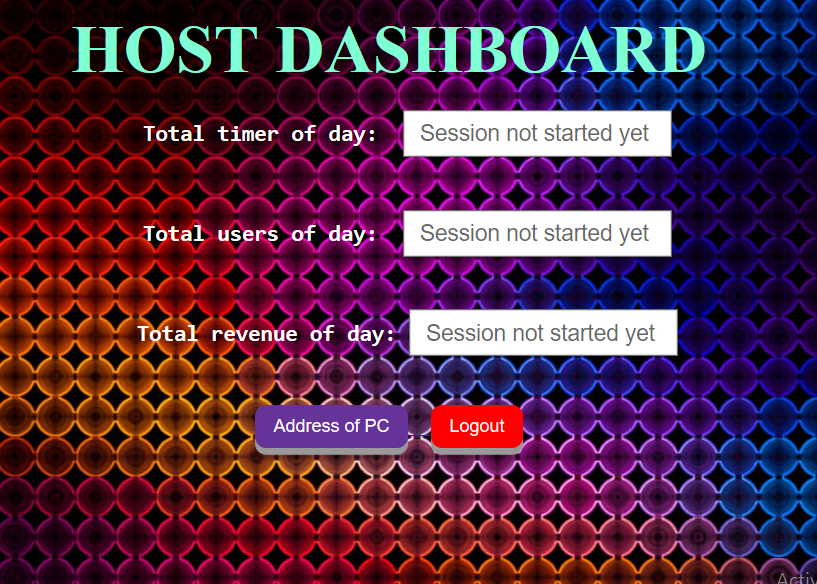 HOST DASHBOARD
Total timer of day: Session not started yet
Total users of day: Session not started yet
Total revenue of day: Session not started yet
Address of PC Logout